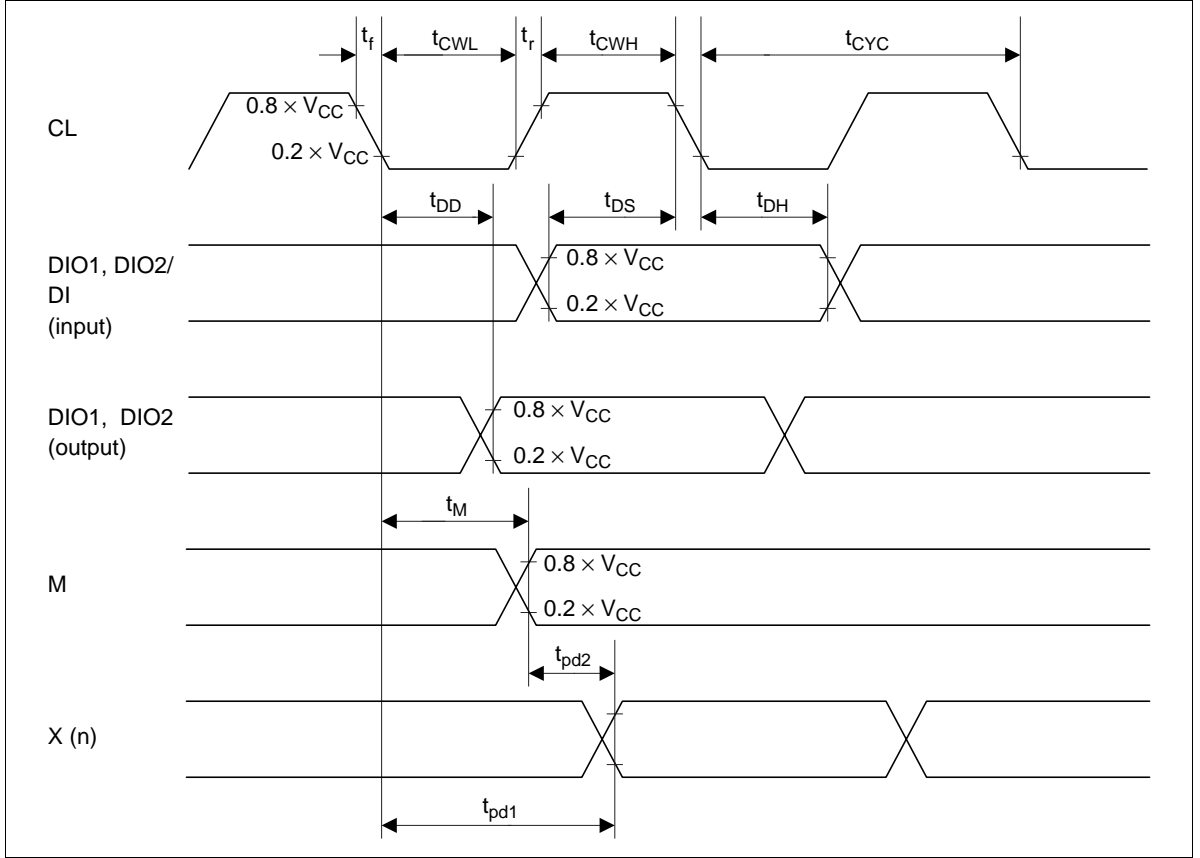 tf tCWL tr tCWH tCYC
CL
0.8 × VCC
0.2 × VCC
tDD tDS tDH
DIO1, DIO2/
DI
(input)
0.8 × VCC
0.2 × VCC
DIO1, DIO2
(output)
0.8 × VCC
0.2 × VCC
tM
M
0.8 × VCC
0.2 × VCC
tpd2
X (n)
tpd1